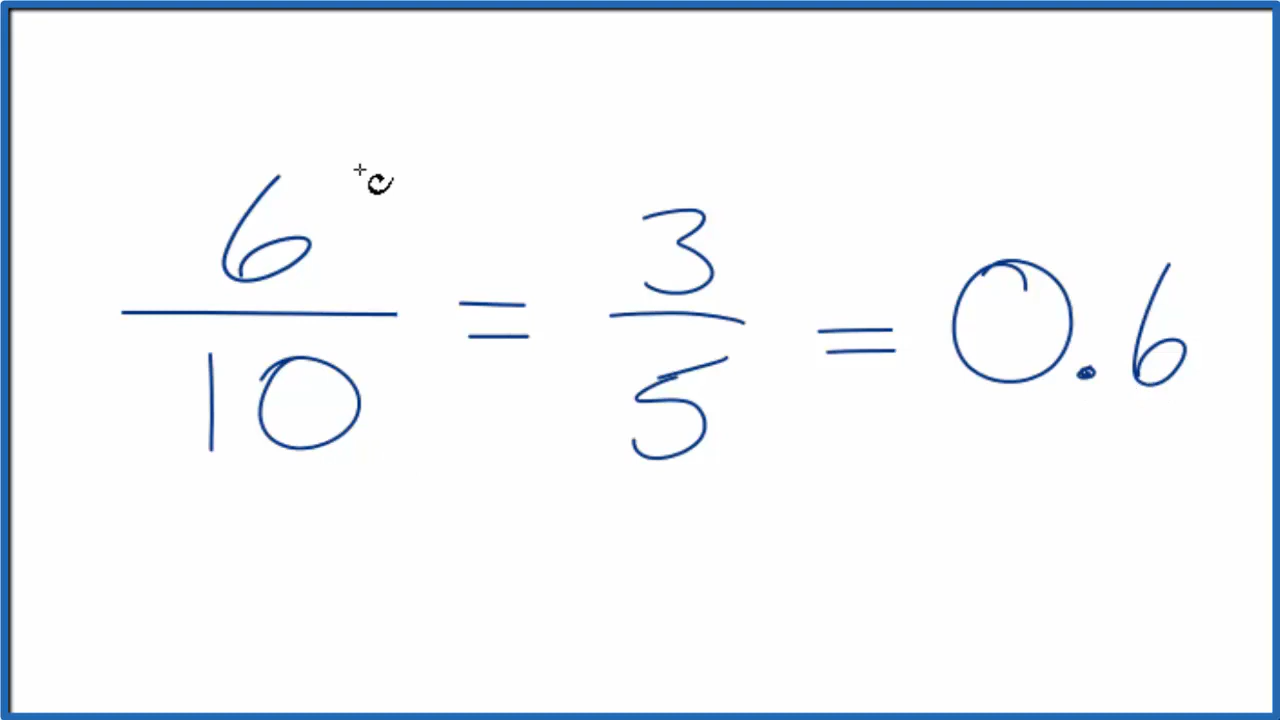 6/10 = 3/5 = 0.6